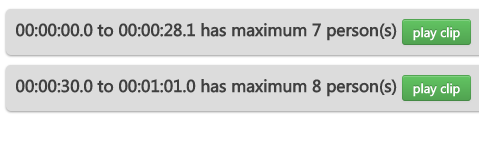 00:00:00.0 to 00:00:28.1 has maximum 7 person(s) play clip
00:00:30.0 to 00:01:01.0 has maximum 8 person(s) play clip